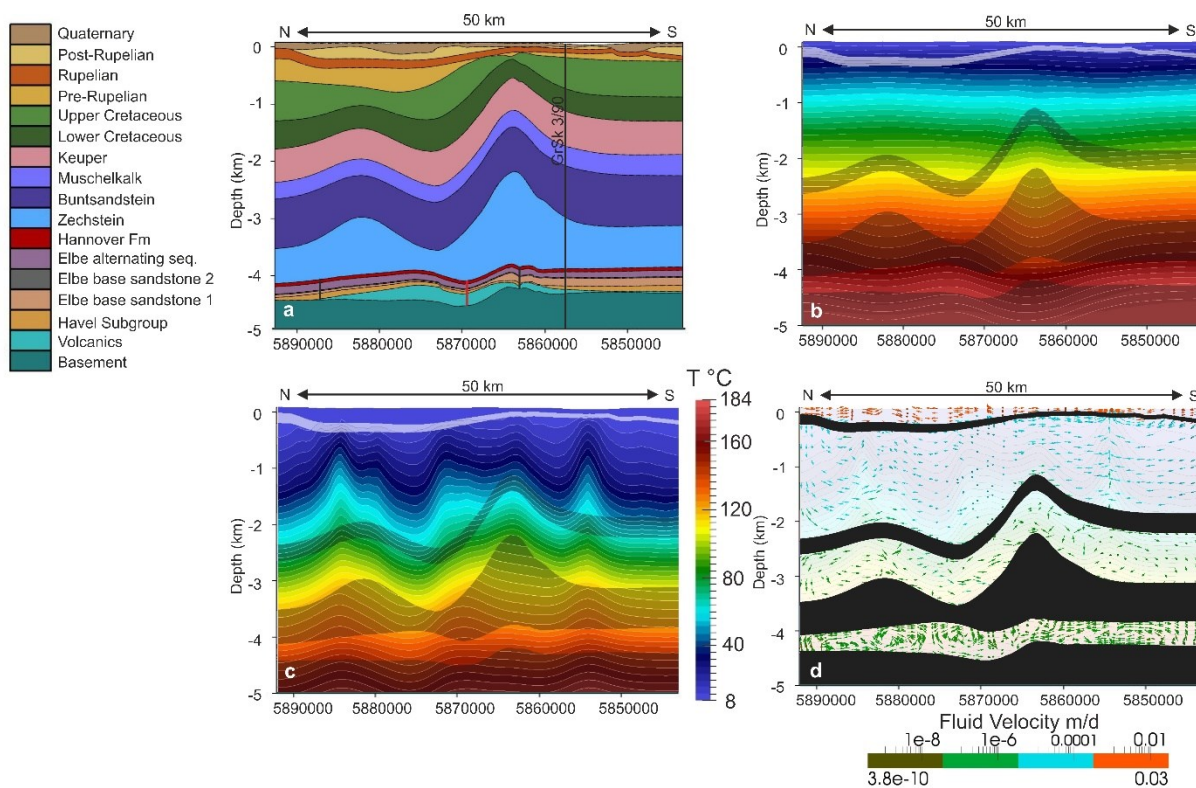 Quaternary
Post-Rupelian
Rupelian
Pre-Rupelian
Upper Cretaceous
Lower Cretaceous
Keuper
Muschelkalk
Buntsandstein
Zechstein
Hannover Fm
Elbe alternating seq.
Elbe base sandstone 2
Elbe base sandstone 1
Havel Subgroup
Volcanics
Basement
50 km
N S
0
-1
-2
-3
-4
-5
Depth (km)
GrSk 3/90
a
5890000 5880000 5870000 5860000 5850000
50 km
N S
0
-1
-2
-3
-4
-5
Depth (km)
b
5890000 5880000 5870000 5860000 5850000
50 km
N S
0
-1
-2
-3
-4
-5
Depth (km)
c
5890000 5880000 5870000 5860000 5850000
T °C
184
160
120
80
40
8
50 km
N S
0
-1
-2
-3
-4
-5
Depth (km)
d
5890000 5880000 5870000 5860000 5850000
Fluid Velocity m/d
1e-8 1e-6 0.0001 0.01
3.8e-10 0.03